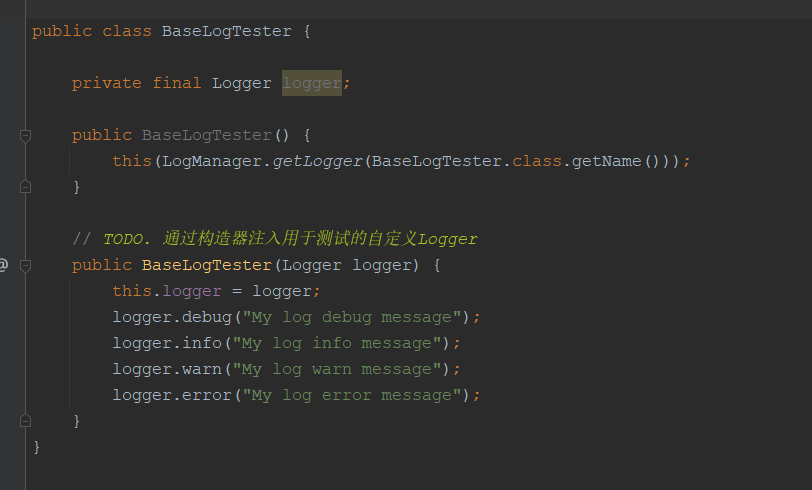 public class BaseLogTester {
private final Logger logger;
public BaseLogTester() {
this(LogManager.getLogger(BaseLogTester.class.getName()));
}
// TODO. 通过构造器注入用于测试的自定义Logger
@
public BaseLogTester(Logger logger) {
this.logger = logger;
logger.debug("My log debug message");
logger.info("My log info message");
logger.warn("My log warn message");
logger.error("My log error message");
}
}